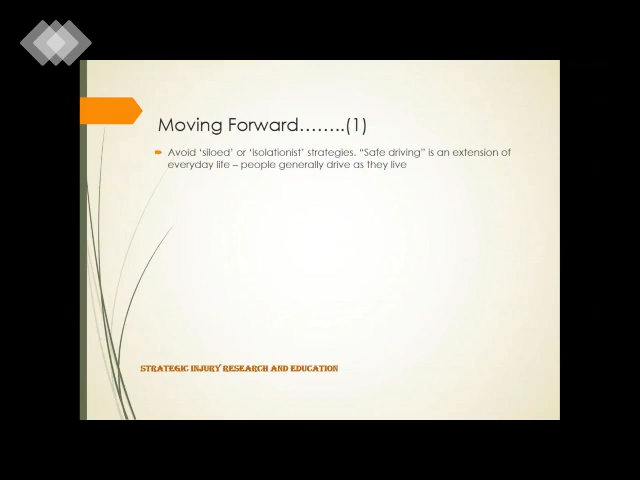 Moving Forward........(1)
Avoid ‘siloed’ or ‘isolationist’ strategies. “Safe driving” is an extension of
everyday life – people generally drive as they live
STRATEGIC INJURY RESEARCH AND EDUCATION